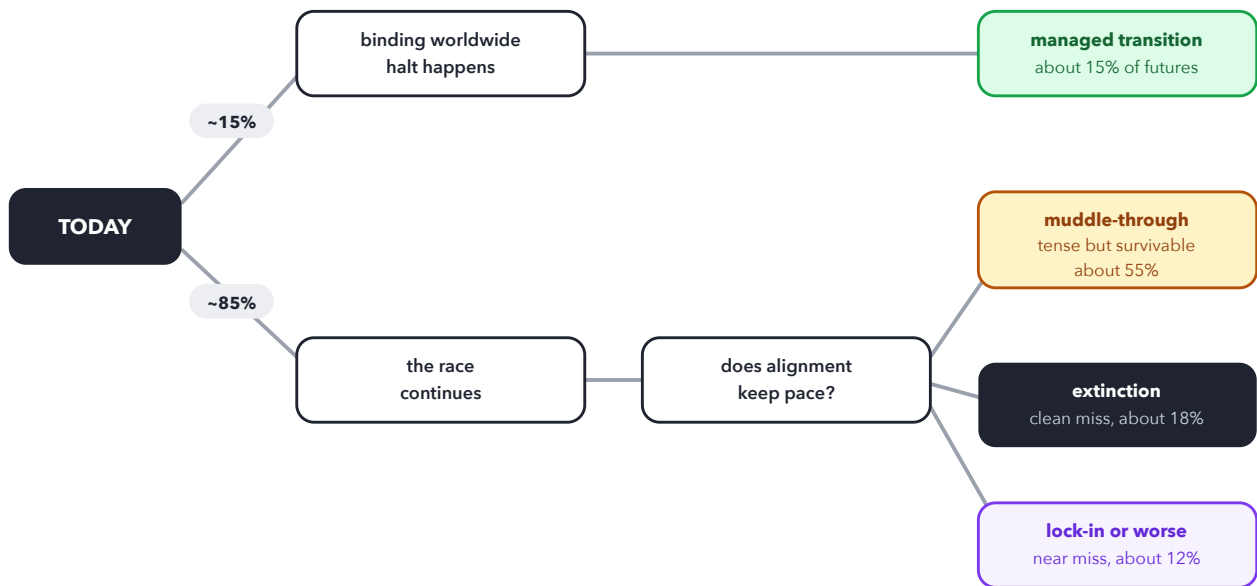 binding worldwide
halt happens
managed transition
about 15% of futures
~15%
TODAY
~85%
the race
continues
does alignment
keep pace?
muddle-through
tense but survivable
about 55%
extinction
clean miss, about 18%
lock-in or worse
near miss, about 12%